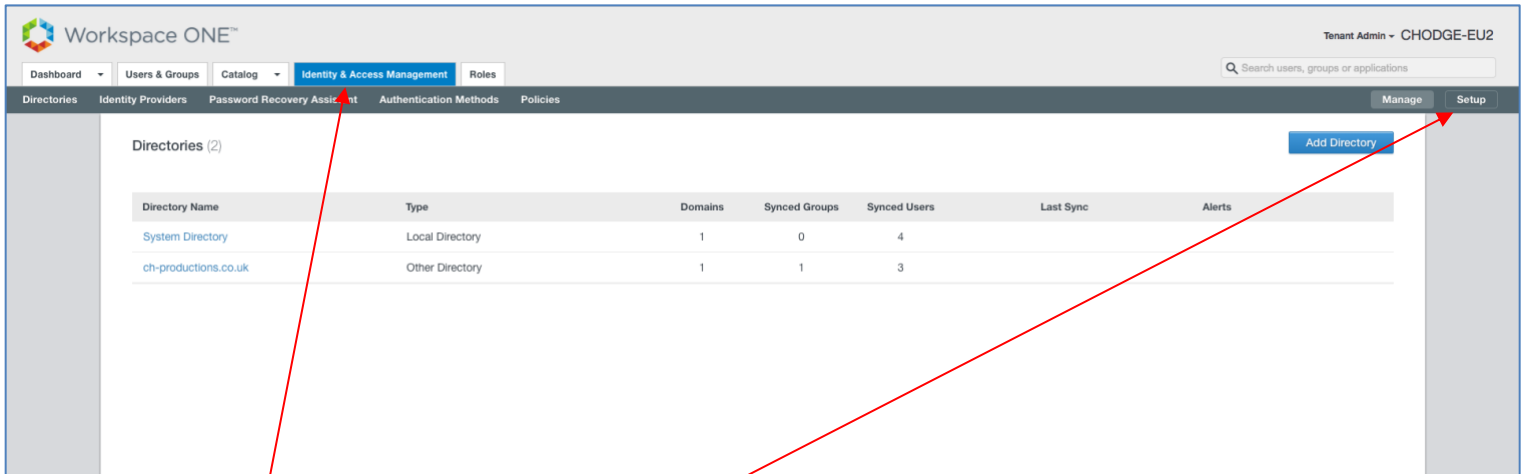 Workspace ONE™
Tenant Admin CHODGE-EU2
Dashboard Users & Groups Catalog Identity & Access Management Roles
Search users, groups or applications
Directories Identity Providers Password Recovery Assistant Authentication Methods Policies Manage Setup
Directories (2) Add Directory
Directory Name Type Domains Synced Groups Synced Users Last Sync Alerts
System Directory Local Directory 1 0 4
ch-productions.co.uk Other Directory 1 1 3